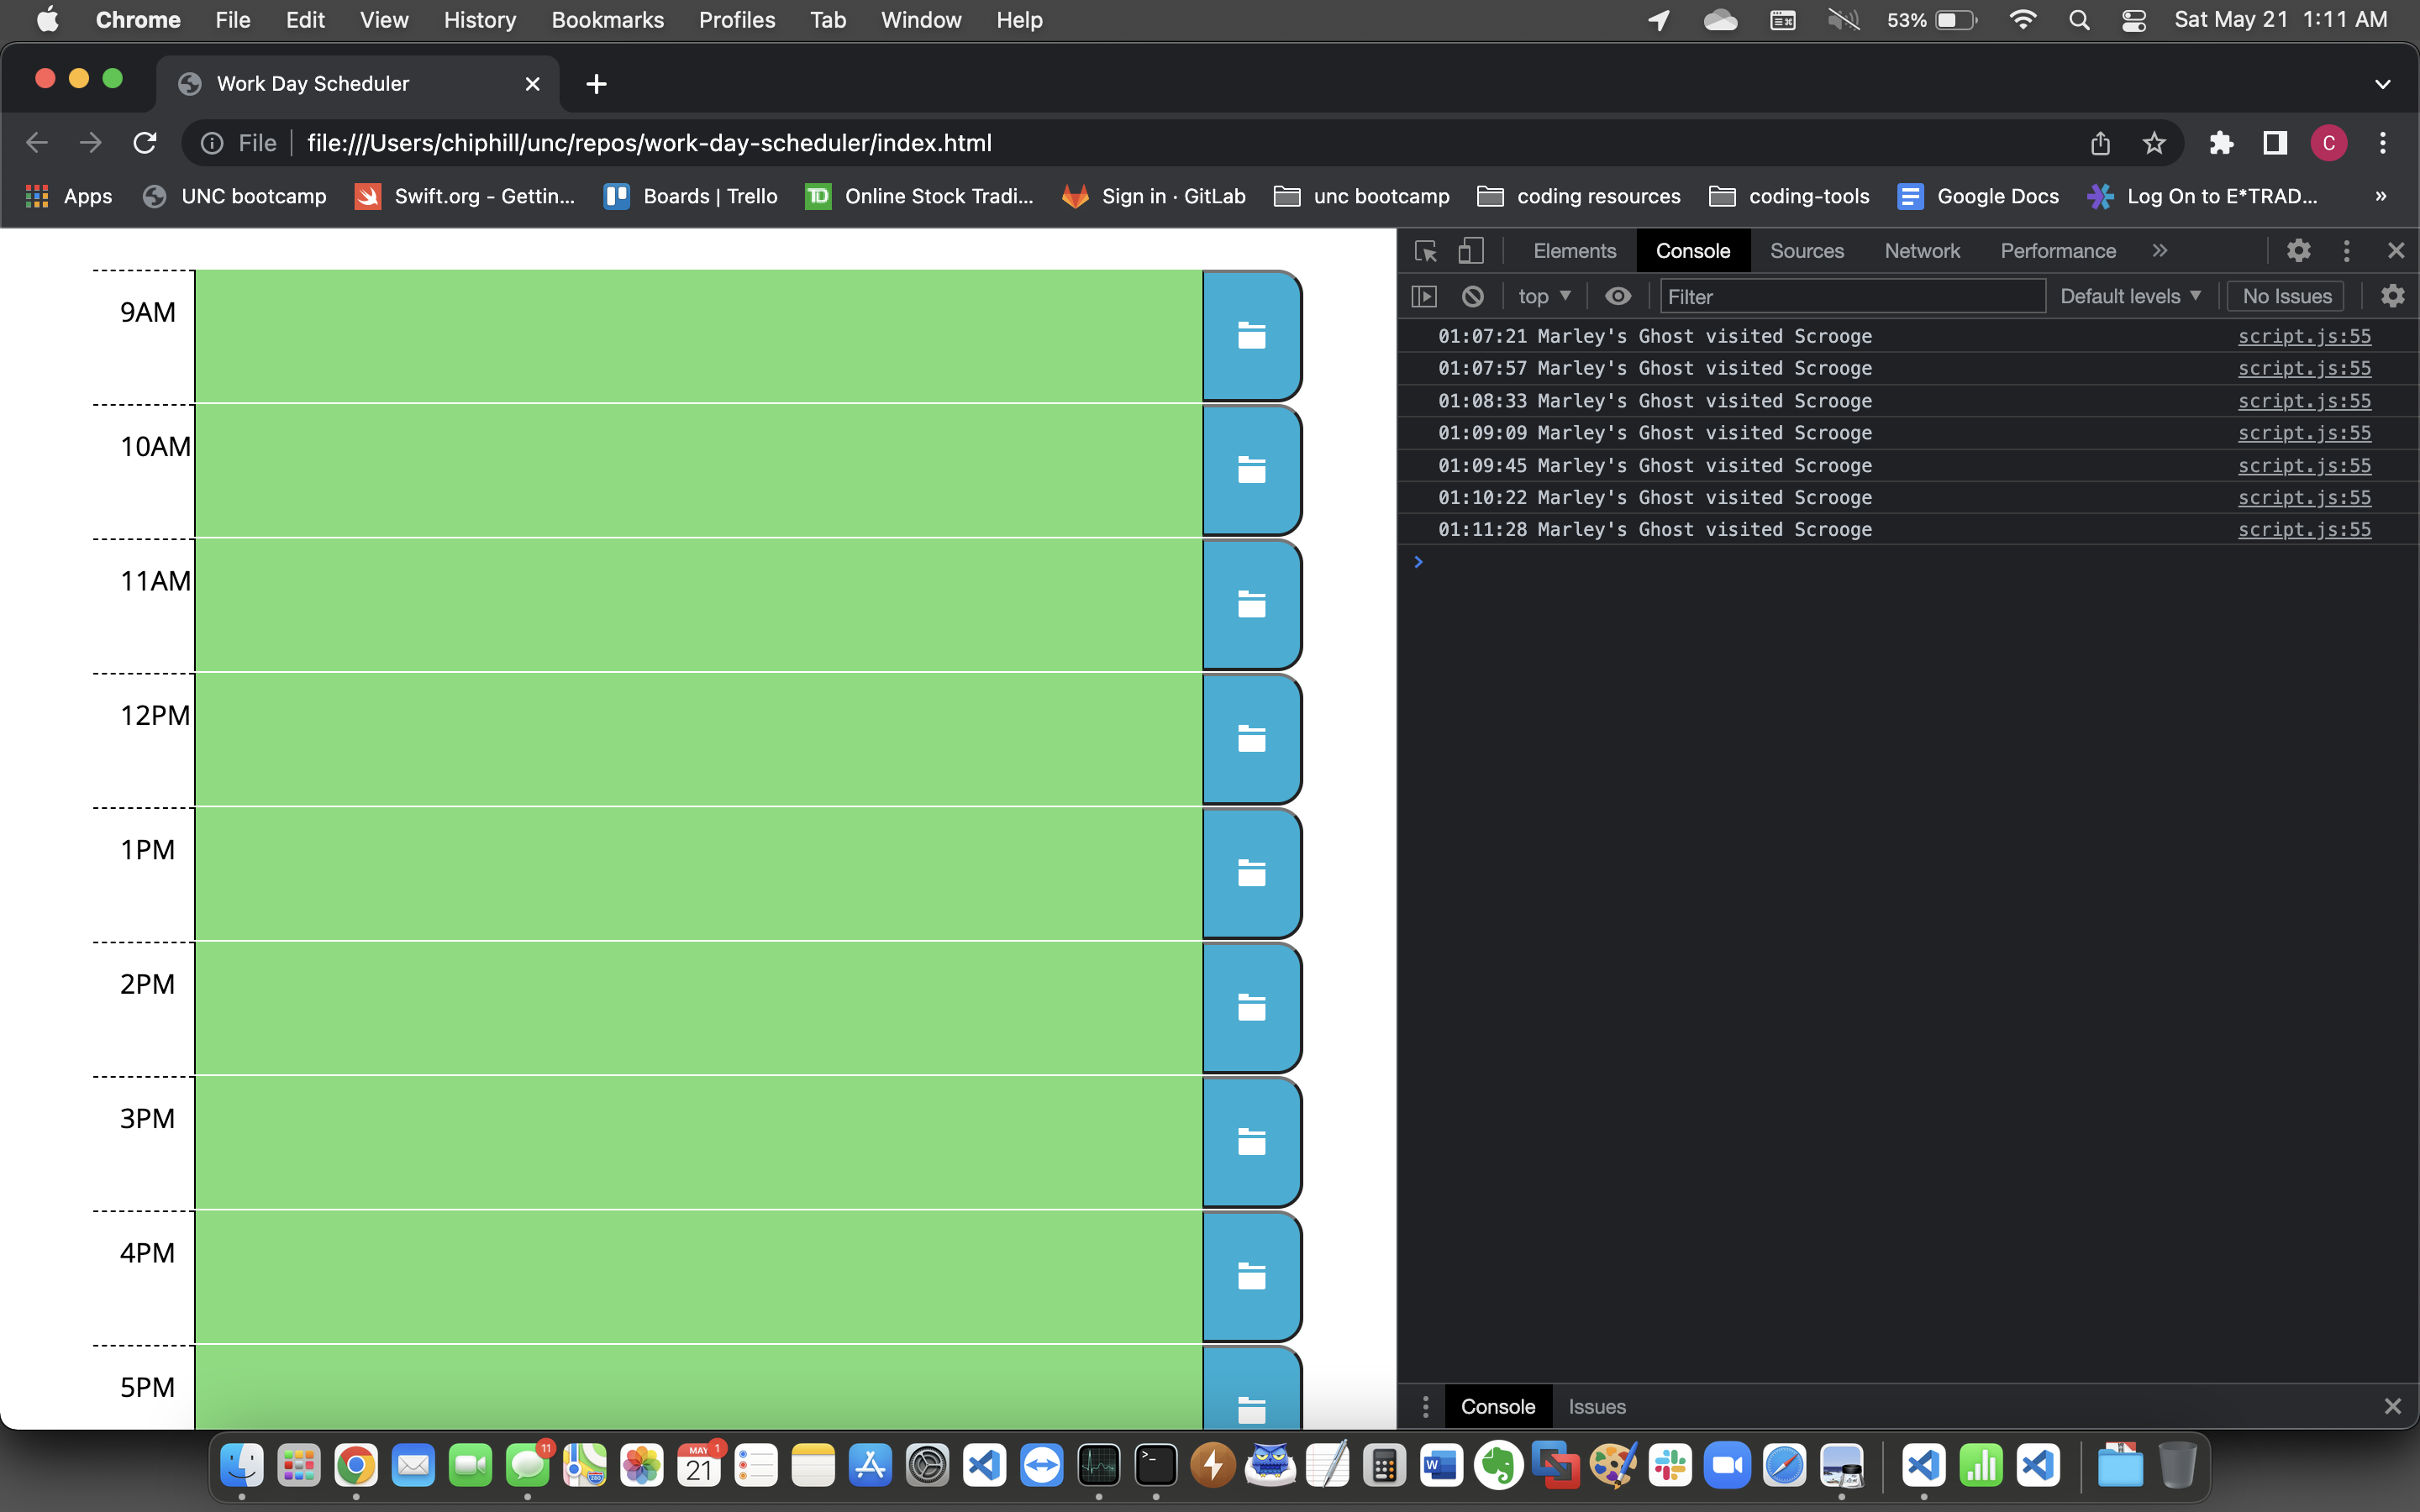 Chrome File Edit View History Bookmarks Profiles Tab Window Help 53% Sat May 21 1:11 AM
Work Day Scheduler
File file:///Users/chiphill/unc/repos/work-day-scheduler/index.html C
Apps UNC bootcamp Swift.org - Gettin... Boards | Trello TD Online Stock Tradi... Sign in · GitLab unc bootcamp coding resources coding-tools Google Docs Log On to E*TRAD... »
9AM
10AM
11AM
12PM
1PM
2PM
3PM
4PM
5PM
Elements Console Sources Network Performance »
top Filter Default levels No Issues
01:07:21 Marley's Ghost visited Scrooge script.js:55
01:07:57 Marley's Ghost visited Scrooge script.js:55
01:08:33 Marley's Ghost visited Scrooge script.js:55
01:09:09 Marley's Ghost visited Scrooge script.js:55
01:09:45 Marley's Ghost visited Scrooge script.js:55
01:10:22 Marley's Ghost visited Scrooge script.js:55
01:11:28 Marley's Ghost visited Scrooge script.js:55
Console Issues
11 MAY 21 1 280 W